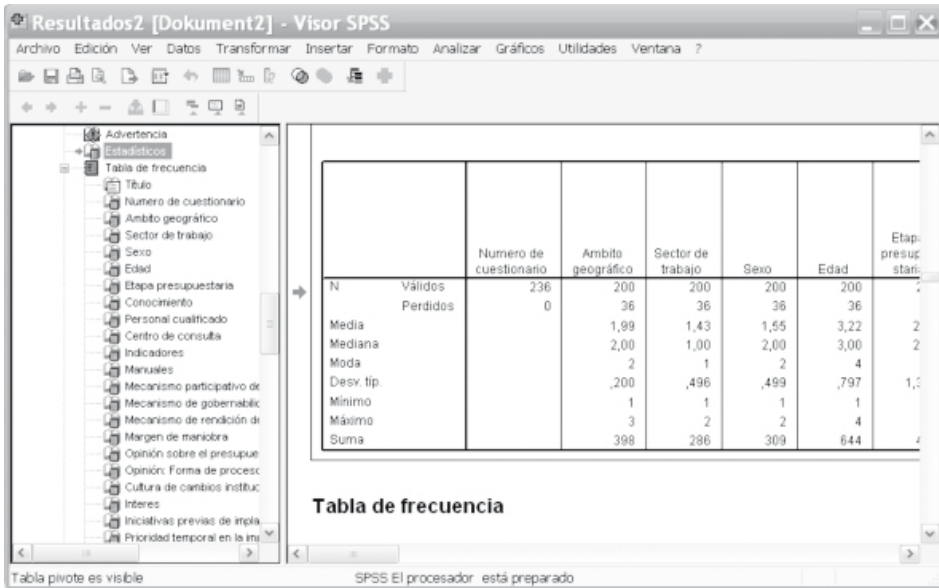 Resultados2 [Dokument2] - Visor SPSS
Archivo Edición Ver Datos Transformar Insertar Formato Analizar Gráficos Utilidades Ventana ?
Advertencia
Estadísticos
Tabla de frecuencia
Título
Numero de cuestionario
Ambito geográfico
Sector de trabajo
Sexo
Edad
Etapa presupuestaria
Conocimiento
Personal cualificado
Centro de consulta
Indicadores
Manuales
Mecanismo participativo de
Mecanismo de gobernabilic
Mecanismo de rendición de
Margen de maniobra
Opinión sobre el presupue
Opinión: Forma de proceso
Cultura de cambios instituc
Interes
Iniciativas previas de impla
Prioridad temporal en la
Numero de cuestionario Ambito geográfico Sector de trabajo Sexo Edad
N Válidos 236 200 200 200 200
Perdidos 0 36 36 36 36
Media 1,99 1,43 1,55 3,22 2
Mediana 2,00 1,00 2,00 3,00 2
Moda 2 1 2 4
Desv. típ. ,200 ,496 ,499 ,797 1,3
Mínimo 1 1 1 1
Máximo 3 2 2 4
Suma 398 286 309 644
Tabla de frecuencia
Tabla pivote es visible
SPSS El procesador está preparado